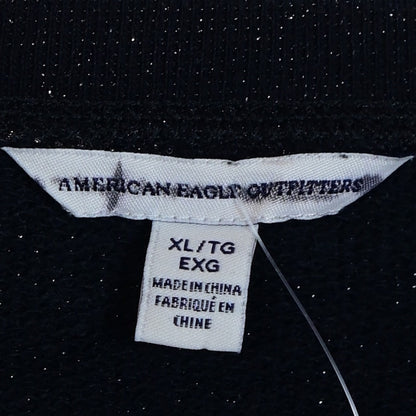 AMERICAN EAGLE OUTFITTERS
XL/TG
EXG
MADE IN CHINA
FABRIQUÉ EN
CHINE